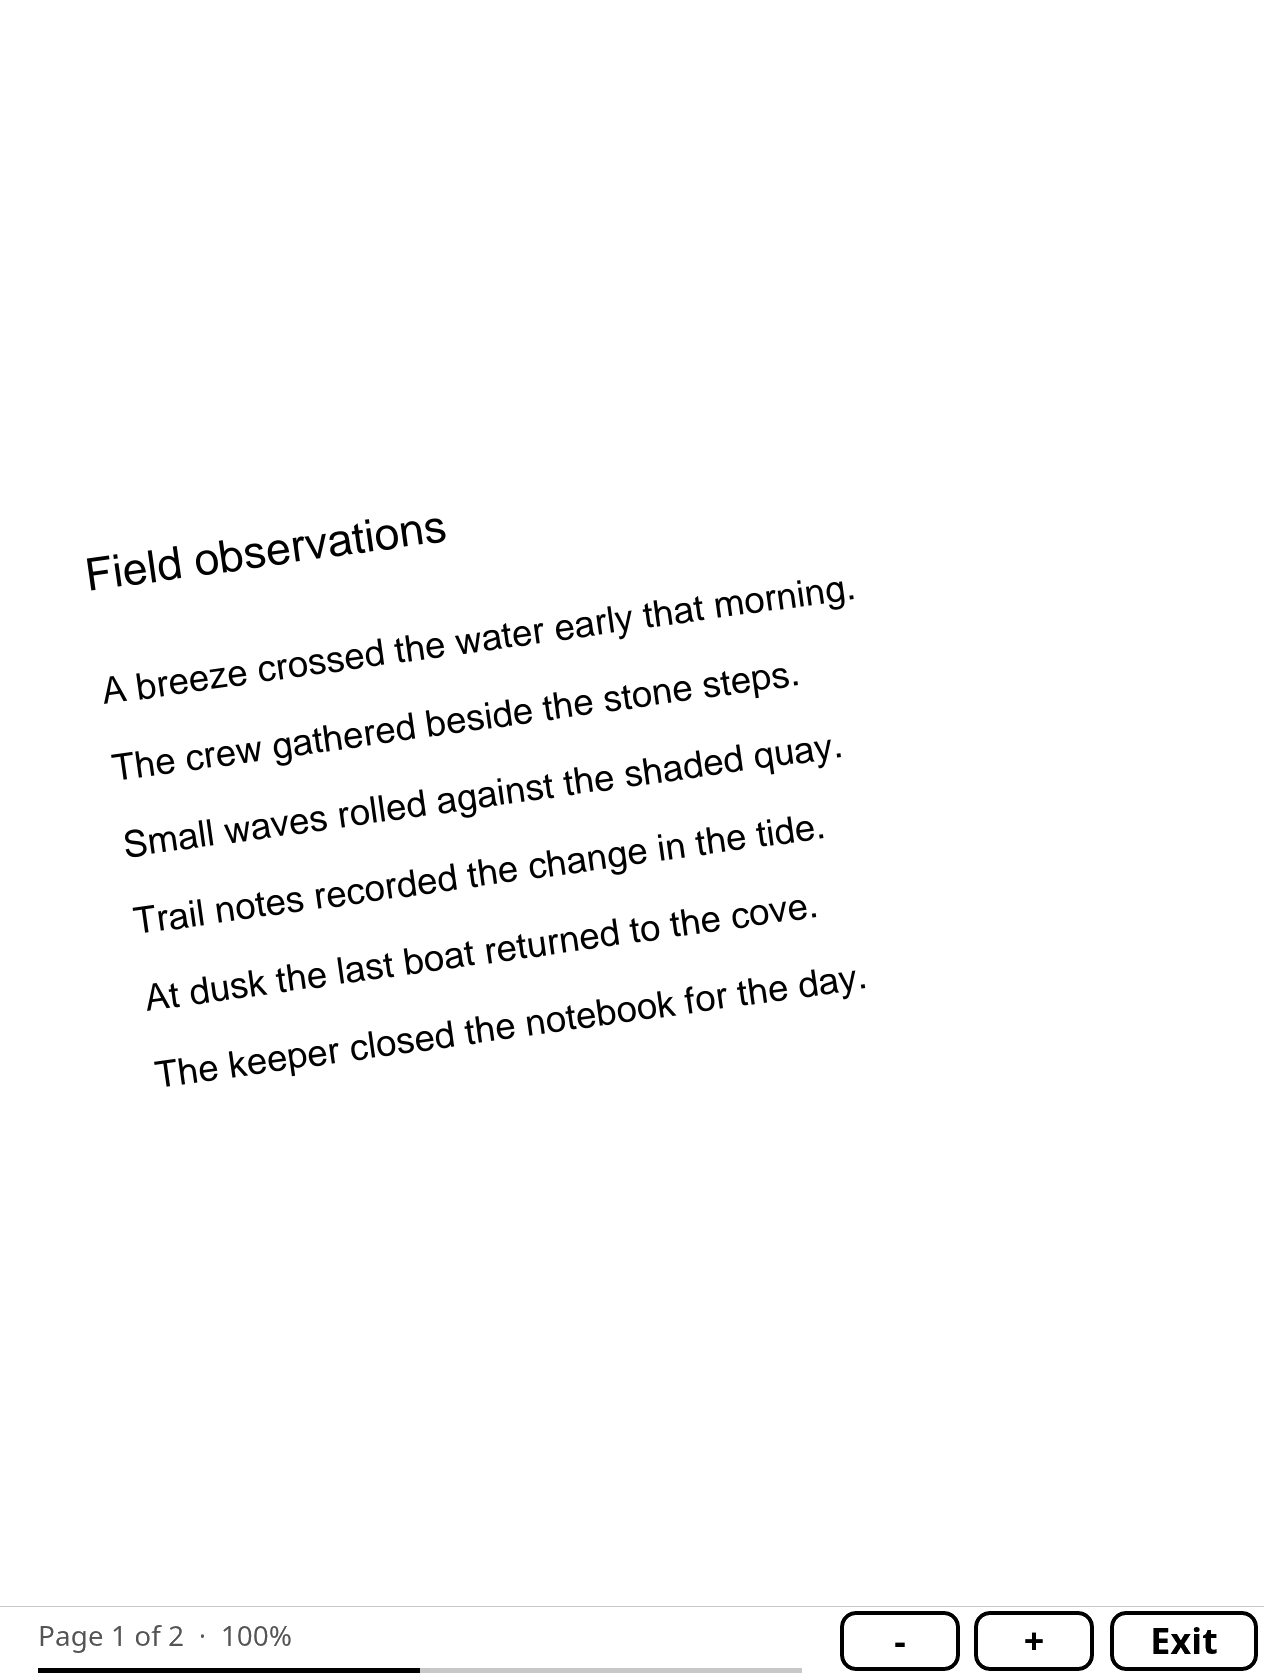 Field observations
A breeze crossed the water early that morning.
The crew gathered beside the stone steps.
Small waves rolled against the shaded quay.
Trail notes recorded the change in the tide.
At dusk the last boat returned to the cove.
The keeper closed the notebook for the day.
Page 1 of 2 · 100%
- + Exit